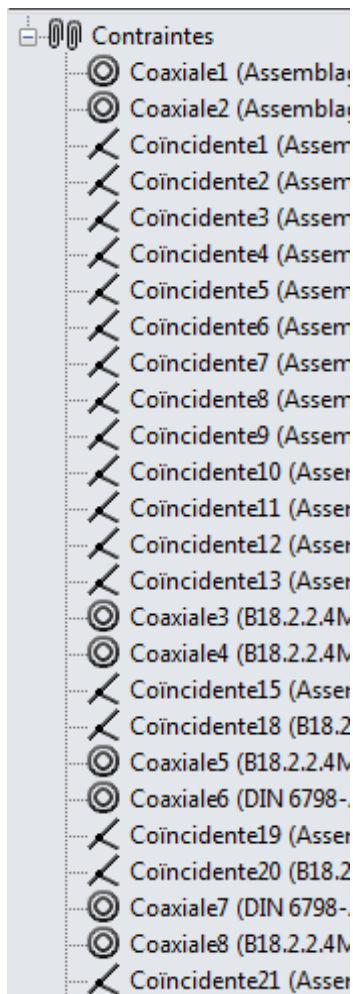 Contraintes
Coaxiale1 (Assembla
Coaxiale2 (Assembla
Coïncidente1 (Assem
Coïncidente2 (Assem
Coïncidente3 (Assem
Coïncidente4 (Assem
Coïncidente5 (Assem
Coïncidente6 (Assem
Coïncidente7 (Assem
Coïncidente8 (Assem
Coïncidente9 (Assem
Coïncidente10 (Asser
Coïncidente11 (Asser
Coïncidente12 (Asser
Coïncidente13 (Asser
Coaxiale3 (B18.2.2.4M
Coaxiale4 (B18.2.2.4M
Coïncidente15 (Asser
Coïncidente18 (B18.2
Coaxiale5 (B18.2.2.4M
Coaxiale6 (DIN 6798-
Coïncidente19 (Asser
Coïncidente20 (B18.2
Coaxiale7 (DIN 6798-
Coaxiale8 (B18.2.2.4M
Coïncidente21 (Asser